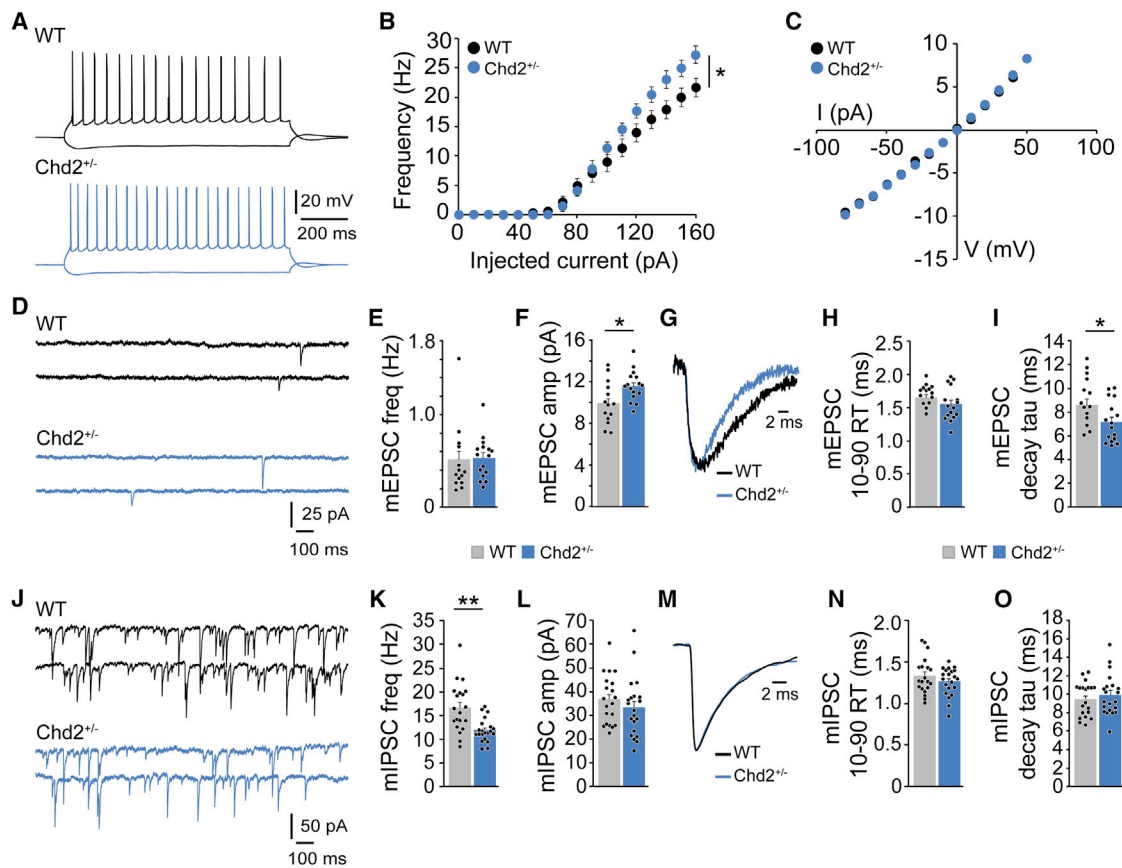 A
WT
Chd2+/-
20 mV
200 ms
B
WT
Chd2+/-
Frequency (Hz)
30
25
20
15
10
5
0
*
0 40 80 120 160
Injected current (pA)
C
WT
Chd2+/-
I (pA)
10
5
-100 -50 0 50 100
-5
-10
-15
V (mV)
D
WT
Chd2+/-
25 pA
100 ms
E
mEPSC freq (Hz)
1.8
1.0
0
F
mEPSC amp (pA)
16
12
8
4
0
*
G
2 ms
WT
Chd2+/-
H
mEPSC
10-90 RT (ms)
2.5
2.0
1.5
1.0
0.5
0
I
mEPSC
decay tau (ms)
14
12
10
8
6
4
2
0
*
WT Chd2+/-
WT Chd2+/-
J
WT
Chd2+/-
50 pA
100 ms
K
mIPSC freq (Hz)
35
30
25
20
15
10
5
0
**
L
mIPSC amp (pA)
70
60
50
40
30
20
10
0
M
2 ms
WT
Chd2+/-
N
mIPSC
10-90 RT (ms)
2.0
1.5
1.0
0.5
0
O
mIPSC
decay tau (ms)
18
16
14
12
10
8
6
4
2
0